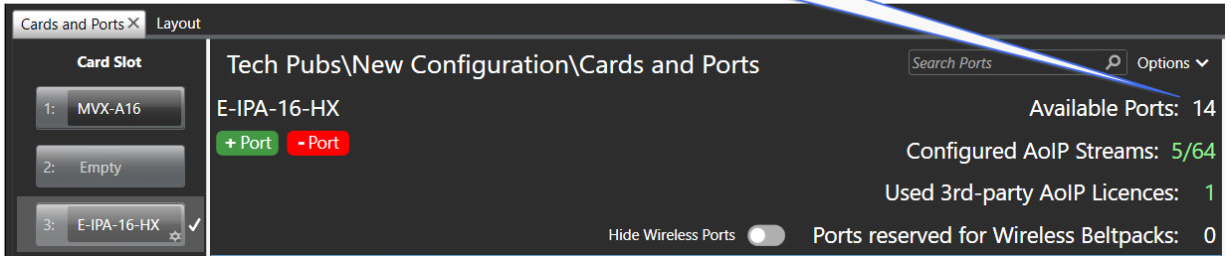 Cards and Ports × Layout
Card Slot
1: MVX-A16
2: Empty
3: E-IPA-16-HX
Tech Pubs\New Configuration\Cards and Ports
Search Ports
Options
E-IPA-16-HX
+ Port - Port
Available Ports: 14
Configured AoIP Streams: 5/64
Used 3rd-party AoIP Licences: 1
Hide Wireless Ports
Ports reserved for Wireless Beltpacks: 0